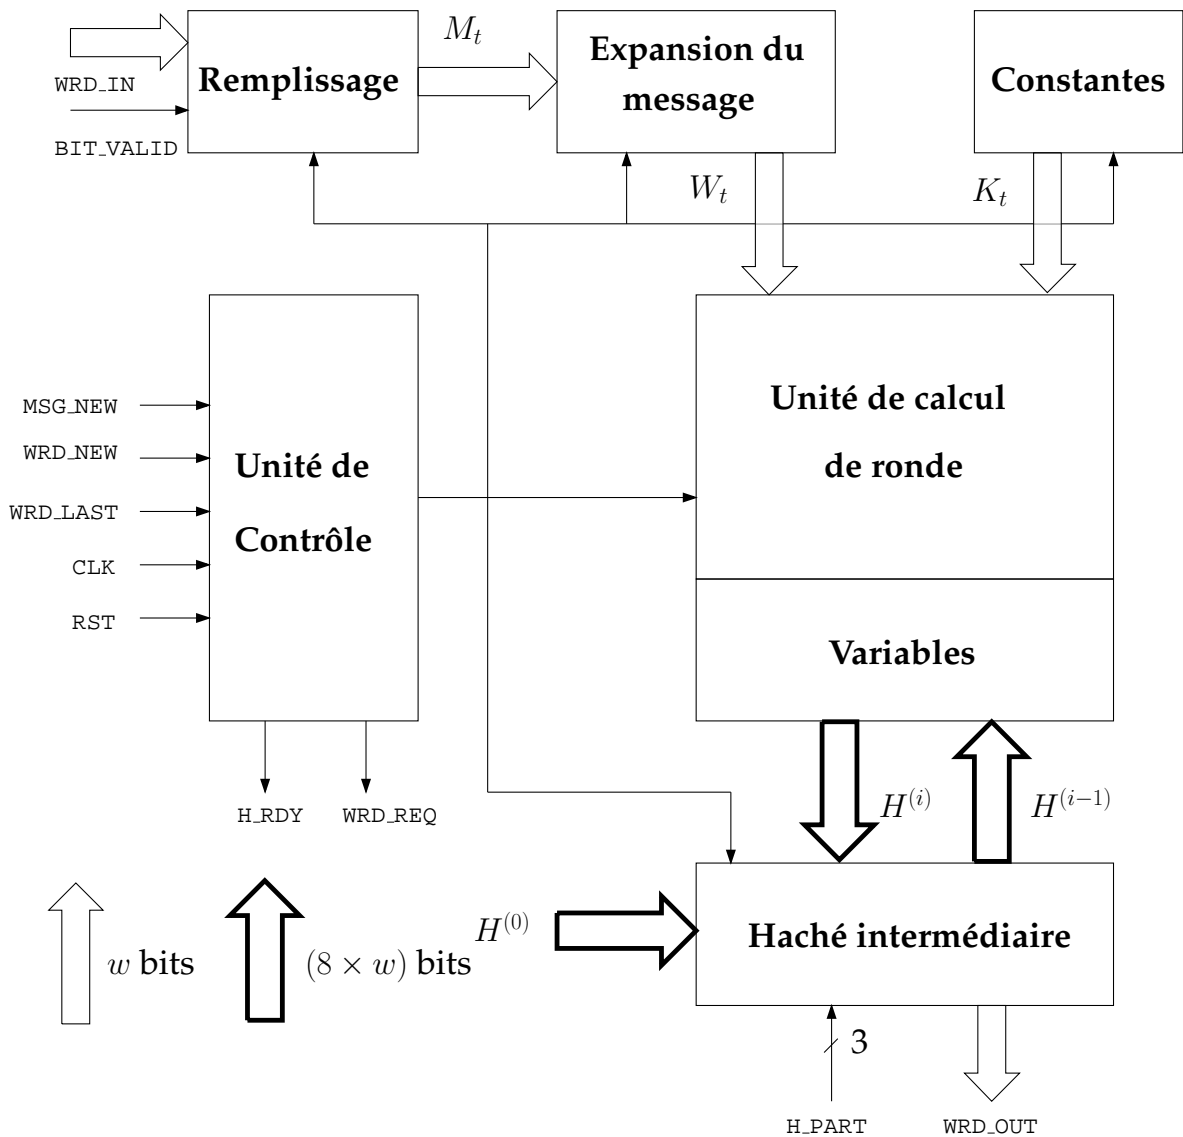 WRD_IN
BIT_VALID
Remplissage
M_t
Expansion du
message
Constantes
W_t
K_t
MSG_NEW
WRD_NEW
WRD_LAST
CLK
RST
Unité de
Contrôle
Unité de calcul
de ronde
Variables
H_RDY
WRD_REQ
H^{(i)}
H^{(i−1)}
w bits
(8 × w) bits
H^{(0)}
Haché intermédiaire
3
H_PART
WRD_OUT